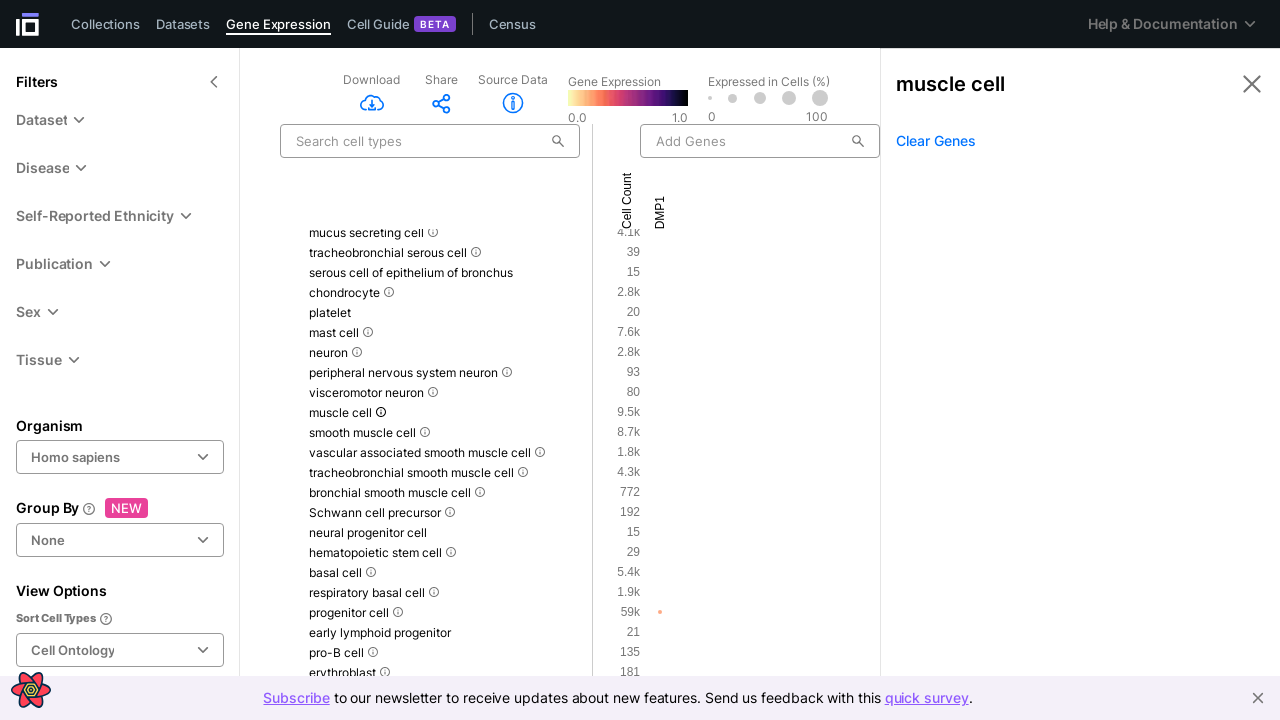 Collections Datasets Gene Expression Cell Guide BETA Census Help & Documentation
Filters
Dataset
Disease
Self-Reported Ethnicity
Publication
Sex
Tissue
Organism
Homo sapiens
Group By NEW
None
View Options
Sort Cell Types
Cell Ontology
Download Share Source Data Gene Expression Expressed in Cells (%)
0.0 1.0 0 100
Search cell types Add Genes
Cell Count DMP1
mucus secreting cell 4.1k
tracheobronchial serous cell 39
serous cell of epithelium of bronchus 15
chondrocyte 2.8k
platelet 20
mast cell 7.6k
neuron 2.8k
peripheral nervous system neuron 93
visceromotor neuron 80
muscle cell 9.5k
smooth muscle cell 8.7k
vascular associated smooth muscle cell 1.8k
tracheobronchial smooth muscle cell 4.3k
bronchial smooth muscle cell 772
Schwann cell precursor 192
neural progenitor cell 15
hematopoietic stem cell 29
basal cell 5.4k
respiratory basal cell 1.9k
progenitor cell 59k
early lymphoid progenitor 21
pro-B cell 135
erythroblast 181
muscle cell
Clear Genes
Subscribe to our newsletter to receive updates about new features. Send us feedback with this quick survey.